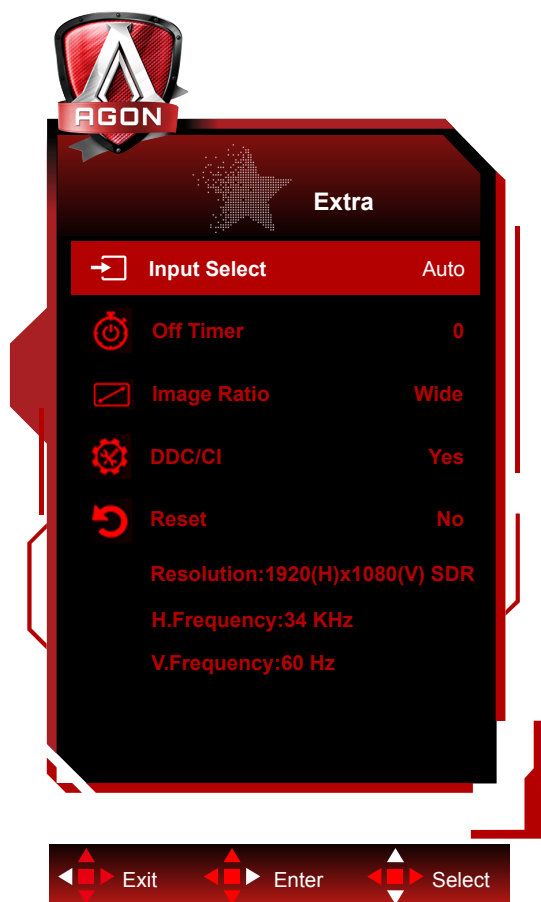 AGON
Extra
Input Select Auto
Off Timer 0
Image Ratio Wide
DDC/CI Yes
Reset No
Resolution:1920(H)x1080(V) SDR
H.Frequency:34 KHz
V.Frequency:60 Hz
Exit Enter Select